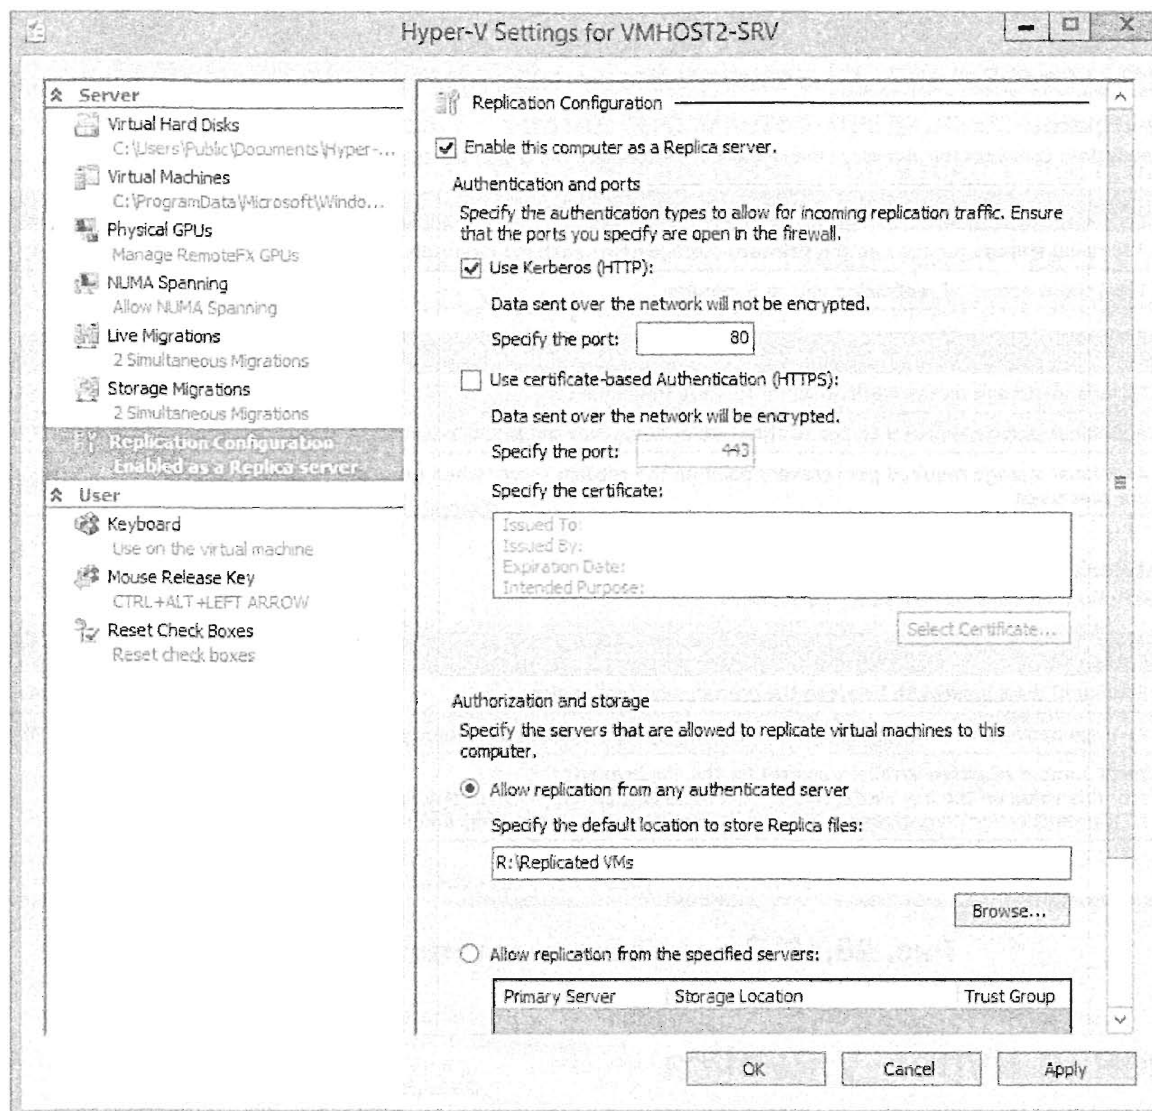 Hyper-V Settings for VMHOST2-SRV
Server
Virtual Hard Disks
C:\Users\Public\Documents\Hyper-...
Virtual Machines
C:\ProgramData\Microsoft\Windo...
Physical GPUs
Manage RemoteFX GPUs
NUMA Spanning
Allow NUMA Spanning
Live Migrations
2 Simultaneous Migrations
Storage Migrations
2 Simultaneous Migrations
Replication Configuration
Enabled as a Replica server
User
Keyboard
Use on the virtual machine
Mouse Release Key
CTRL+ALT+LEFT ARROW
Reset Check Boxes
Reset check boxes
Replication Configuration
Enable this computer as a Replica server.
Authentication and ports
Specify the authentication types to allow for incoming replication traffic. Ensure
that the ports you specify are open in the firewall.
Use Kerberos (HTTP):
Data sent over the network will not be encrypted.
Specify the port: 80
Use certificate-based Authentication (HTTPS):
Data sent over the network will be encrypted.
Specify the port: 443
Specify the certificate:
Issued To:
Issued By:
Expiration Date:
Intended Purpose:
Select Certificate...
Authorization and storage
Specify the servers that are allowed to replicate virtual machines to this
computer.
Allow replication from any authenticated server
Specify the default location to store Replica files:
R:\Replicated VMs
Browse...
Allow replication from the specified servers:
Primary Server Storage Location Trust Group
OK Cancel Apply